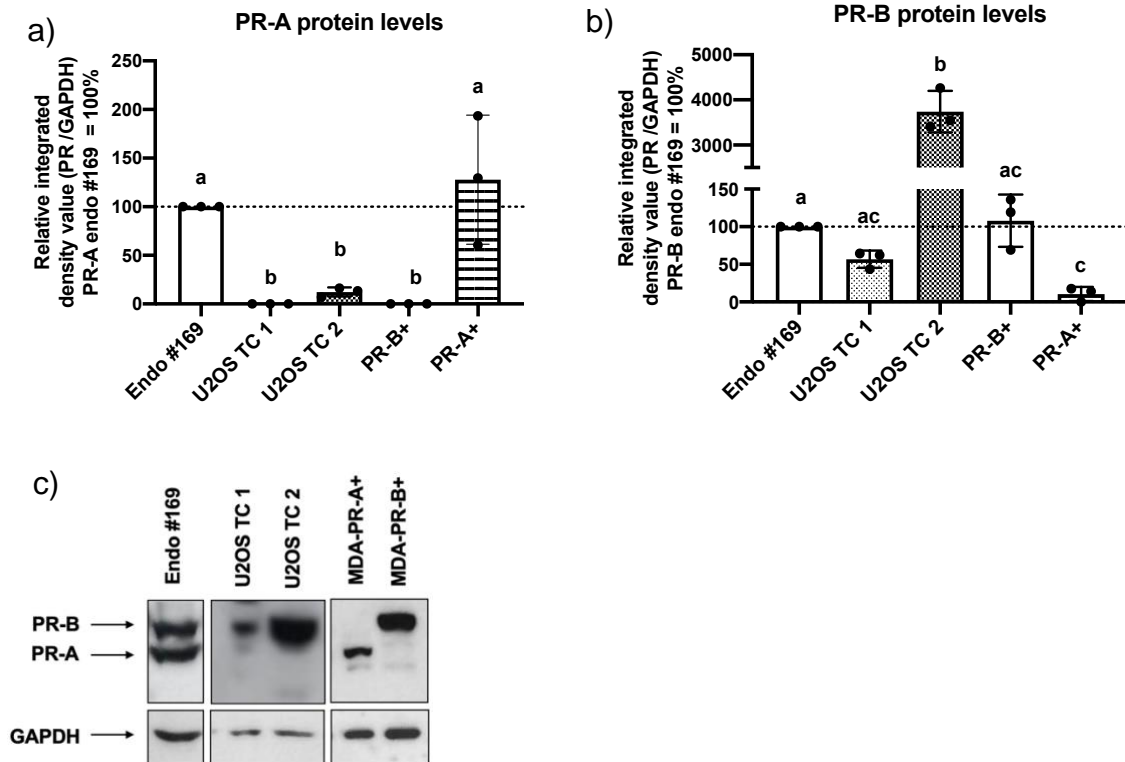 a)
PR-A protein levels
Relative integrated
density value (PR /GAPDH)
PR-A endo #169 = 100%
250
200
150
100
50
0
a
b
b
b
a
Endo #169
U2OS TC 1
U2OS TC 2
PR-B+
PR-A+
b)
PR-B protein levels
Relative integrated
density value (PR /GAPDH)
PR-B endo #169 = 100%
5000
4000
3000
150
100
50
0
a
ac
b
ac
c
Endo #169
U2OS TC 1
U2OS TC 2
PR-B+
PR-A+
c)
Endo #169
U2OS TC 1
U2OS TC 2
MDA-PR-A+
MDA-PR-B+
PR-B
PR-A
GAPDH